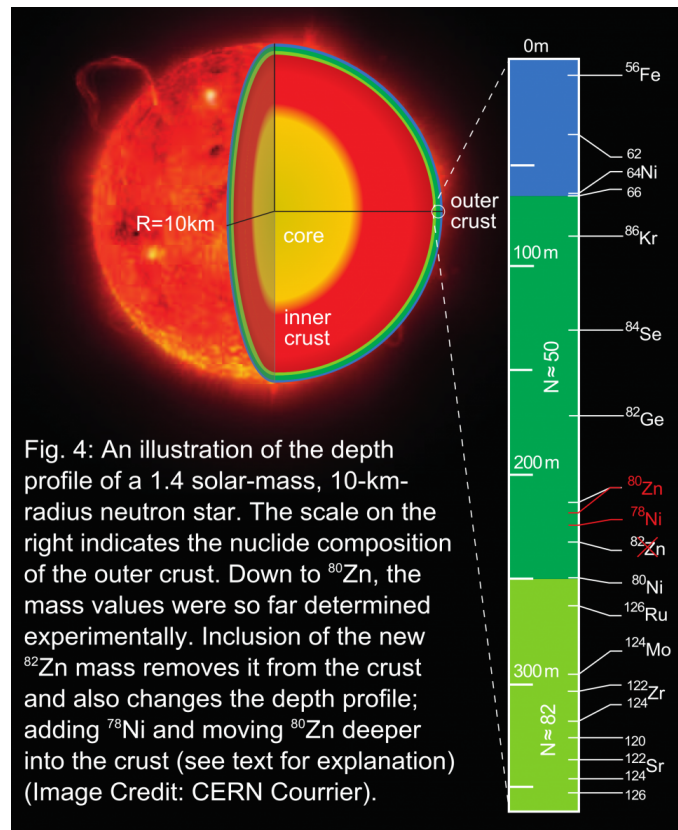 0m
⁵⁶Fe
62
64Ni
66
outer
crust
R=10km
core
⁸⁶Kr
100m
inner
crust
⁸⁴Se
N≈50
⁸²Ge
200m
⁸⁰Zn
⁷⁸Ni
⁸²Zn
⁸⁰Ni
¹²⁶Ru
¹²⁴Mo
300m
¹²²Zr
124
N≈82
120
¹²²Sr
124
126
Fig. 4: An illustration of the depth
profile of a 1.4 solar-mass, 10-km-
radius neutron star. The scale on the
right indicates the nuclide composition
of the outer crust. Down to ⁸⁰Zn, the
mass values were so far determined
experimentally. Inclusion of the new
⁸²Zn mass removes it from the crust
and also changes the depth profile;
adding ⁷⁸Ni and moving ⁸⁰Zn deeper
into the crust (see text for explanation)
(Image Credit: CERN Courrier).